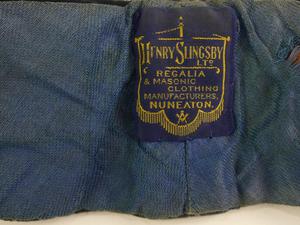 HENRY SLINGSBY
LTD
REGALIA
& MASONIC
CLOTHING
MANUFACTURERS,
NUNEATON.